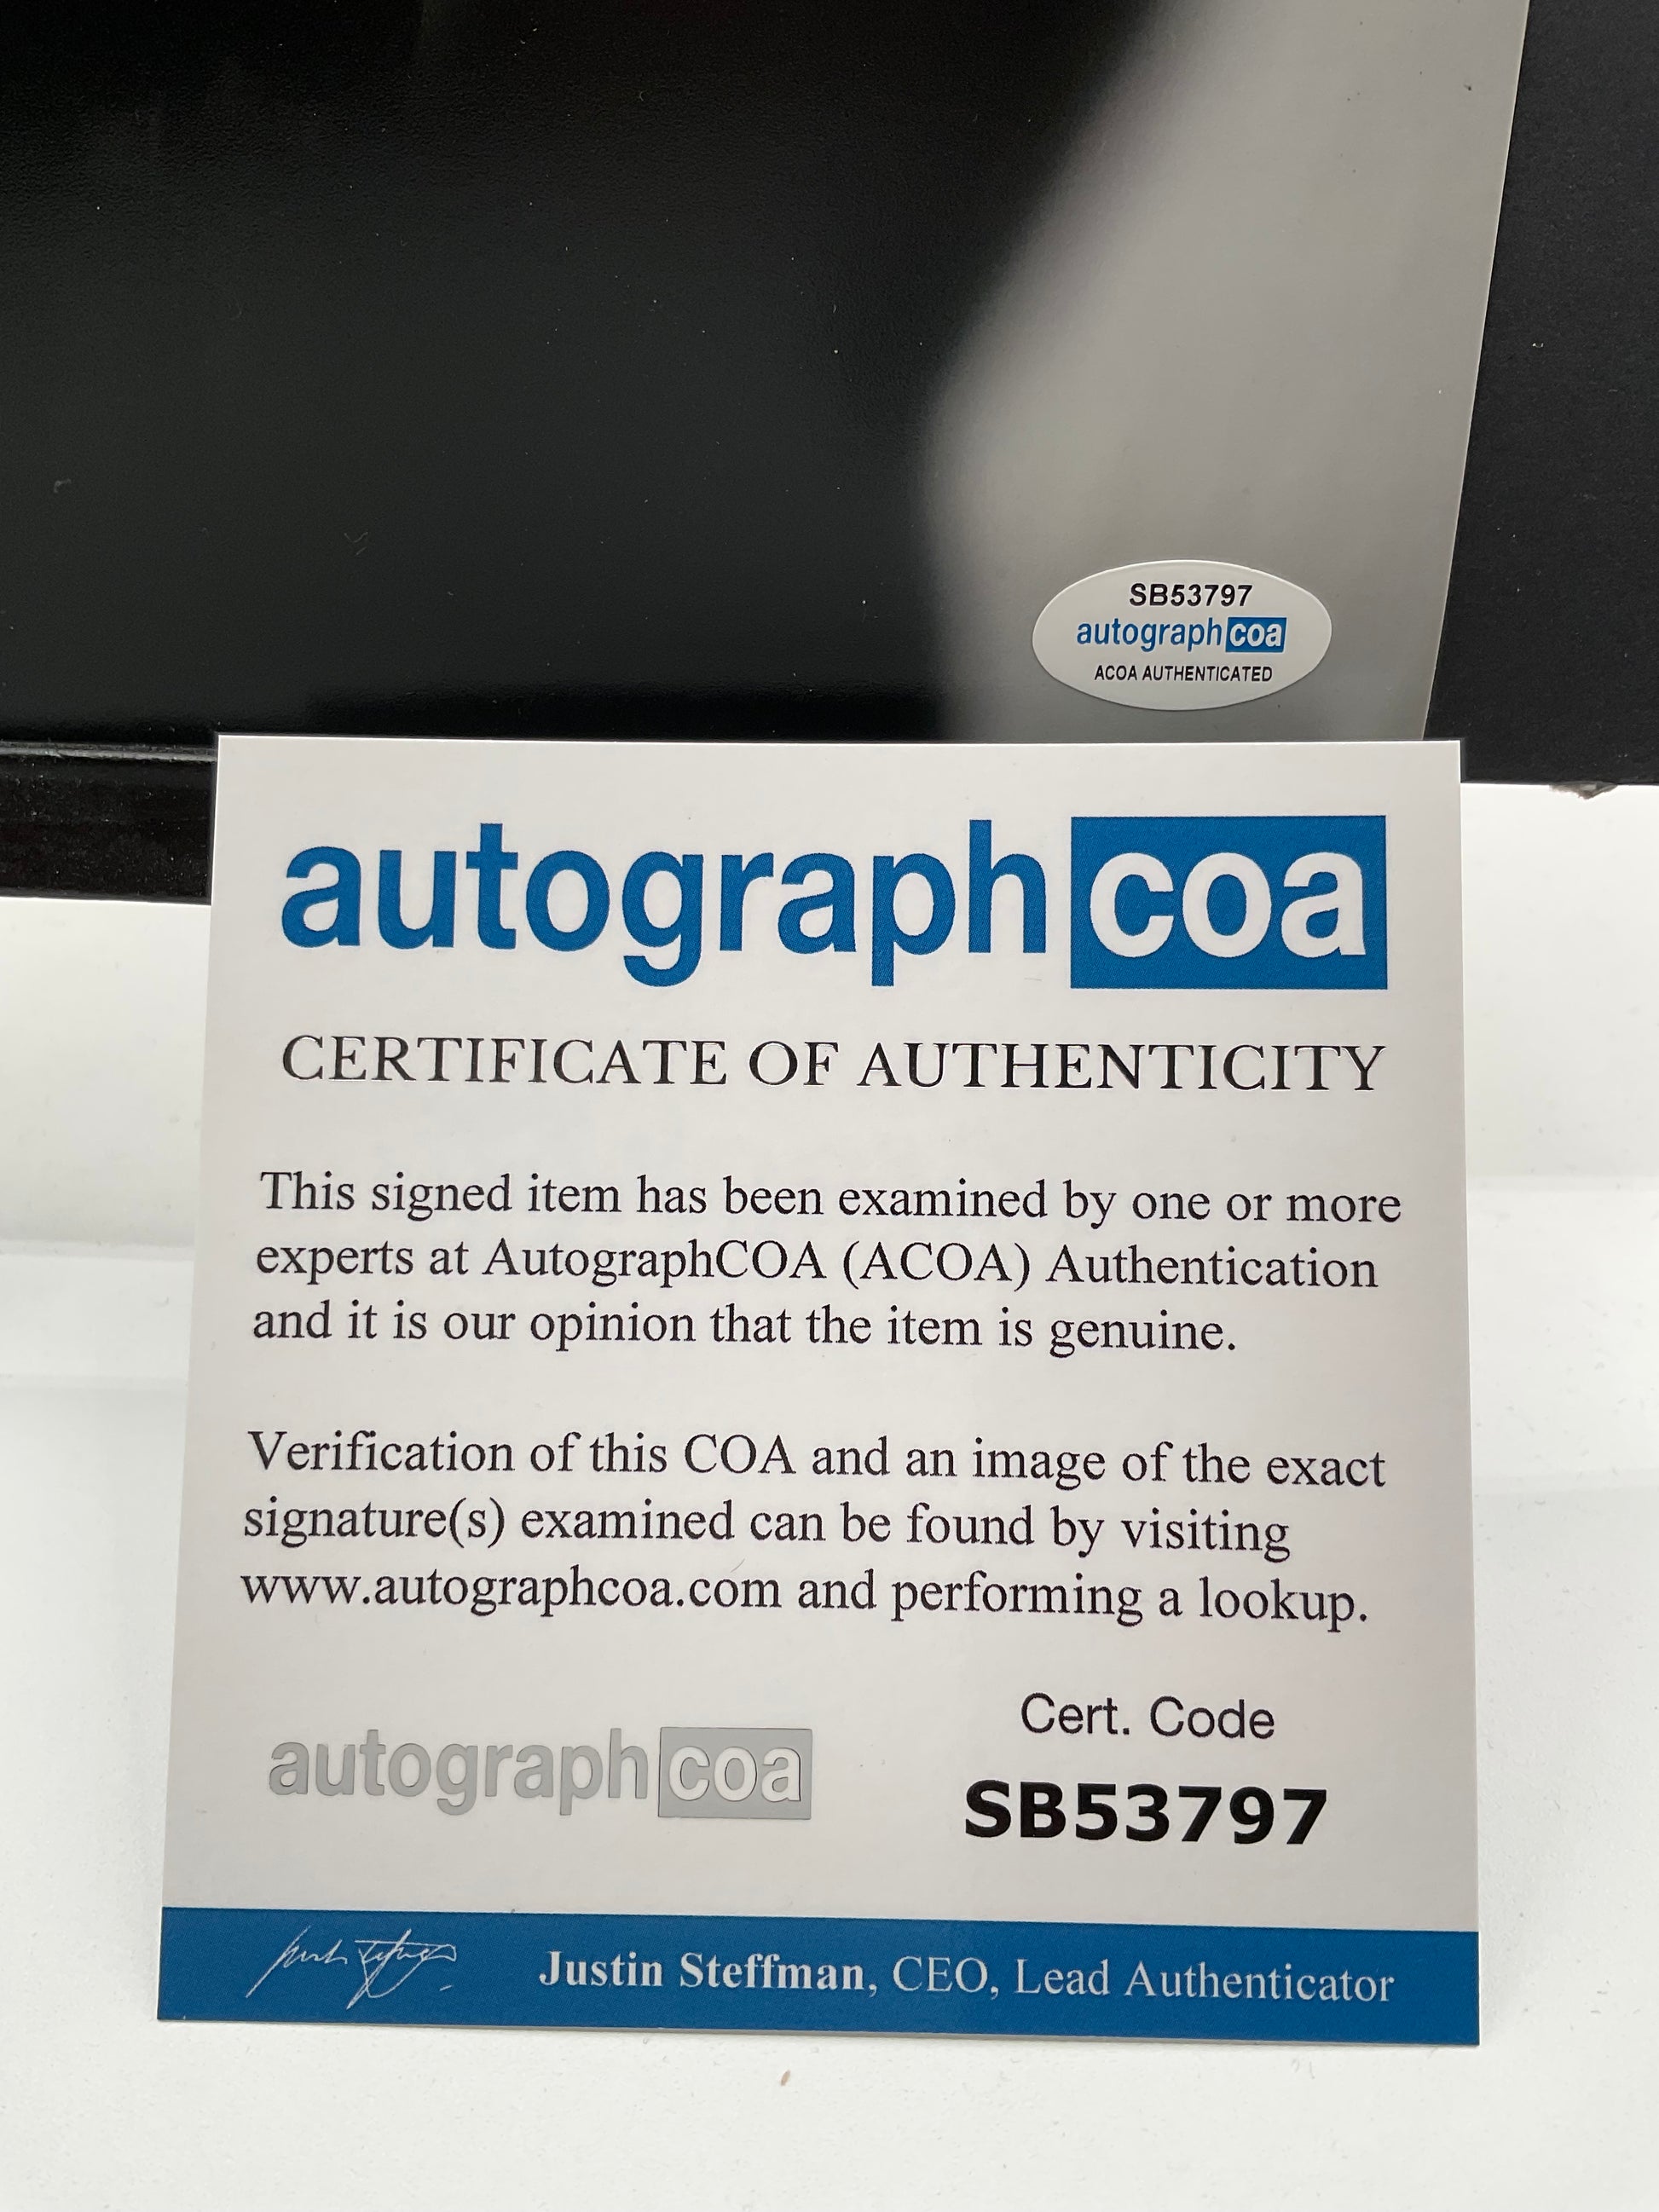 SB53797
autographcoa
ACOA AUTHENTICATED
autographcoa
CERTIFICATE OF AUTHENTICITY
This signed item has been examined by one or more
experts at AutographCOA (ACOA) Authentication
and it is our opinion that the item is genuine.
Verification of this COA and an image of the exact
signature(s) examined can be found by visiting
www.autographcoa.com and performing a lookup.
Cert. Code
autographcoa
SB53797
Justin Steffman, CEO, Lead Authenticator